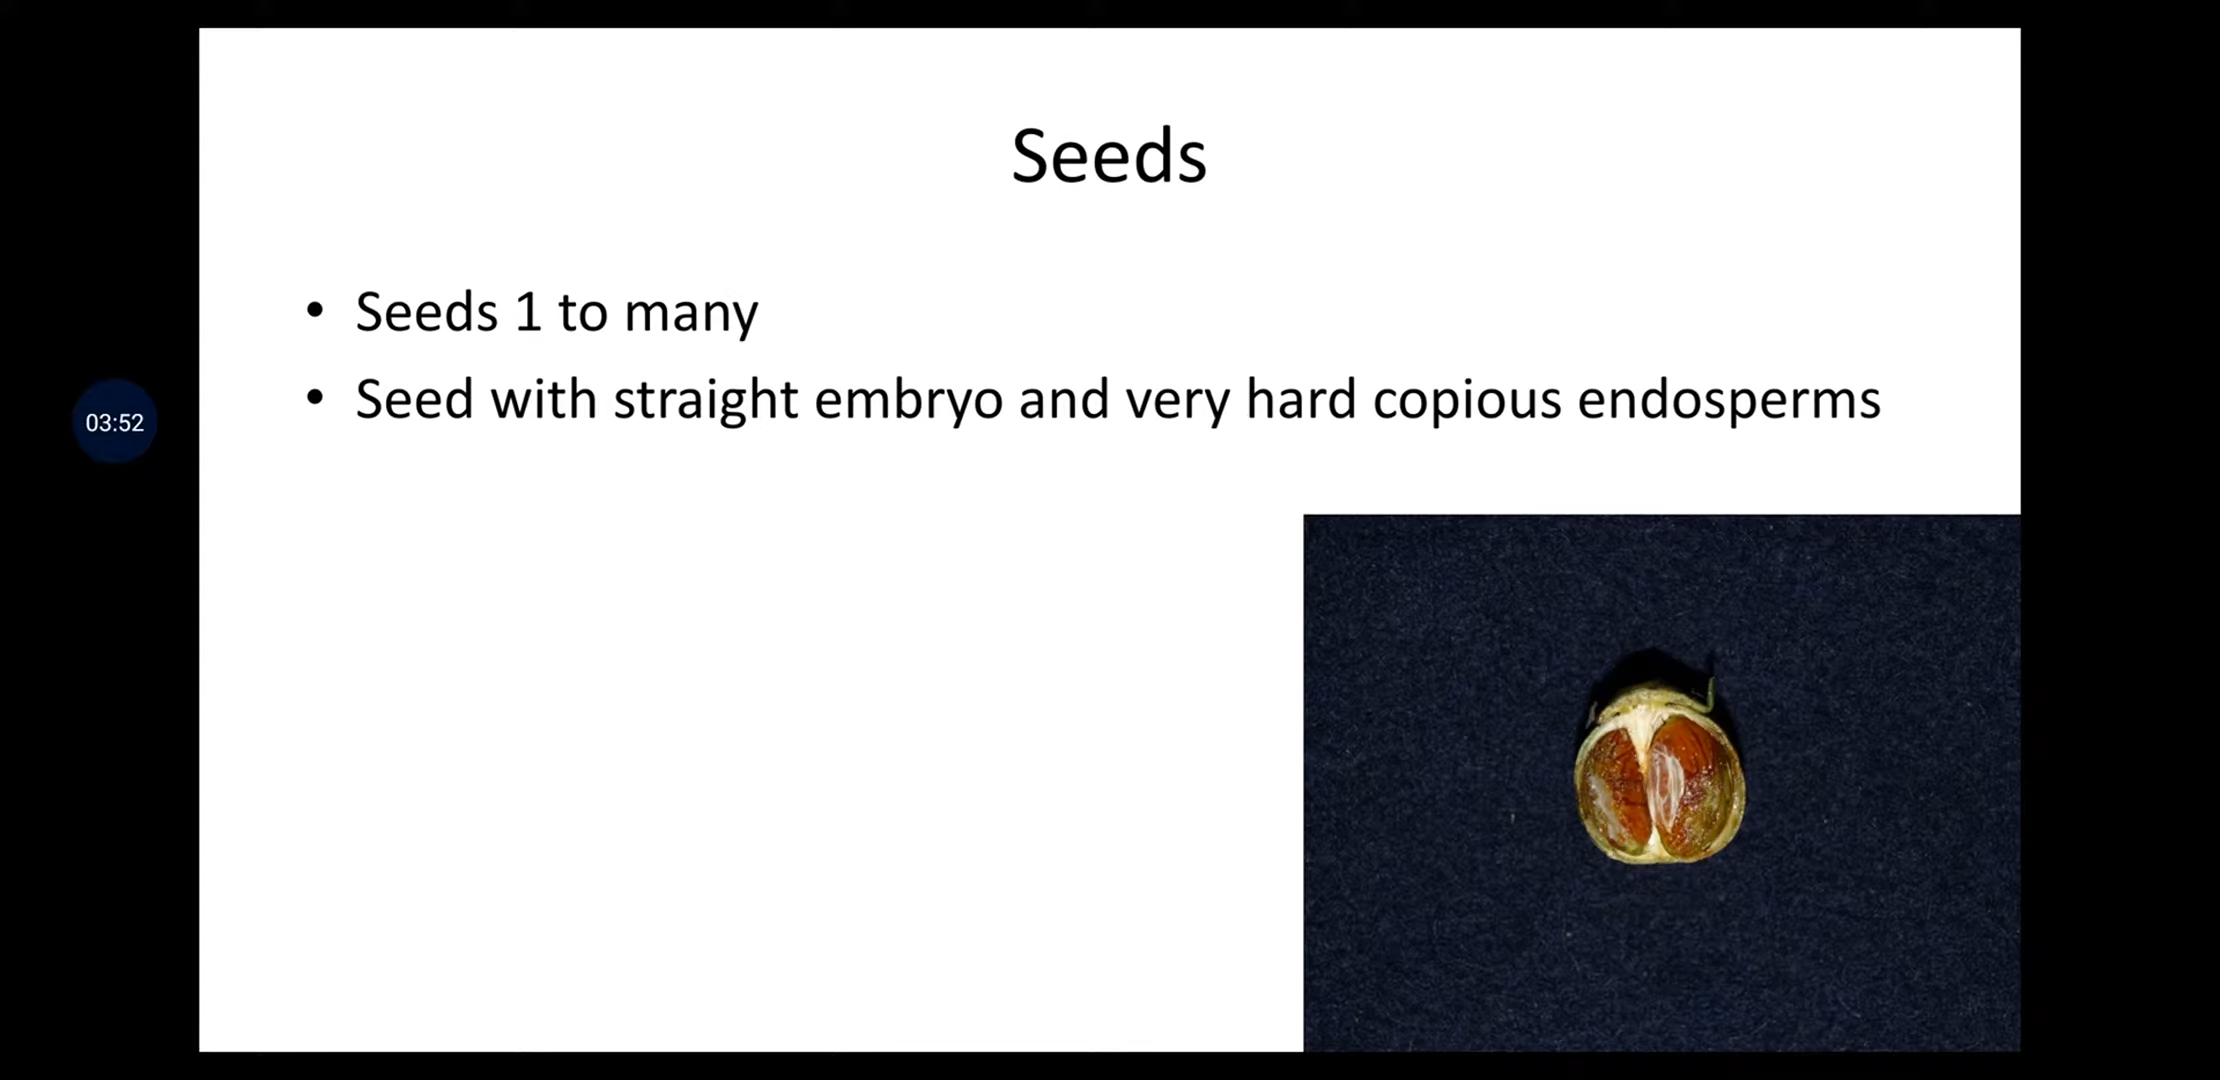 Seeds
• Seeds 1 to many
• Seed with straight embryo and very hard copious endosperms
03:52